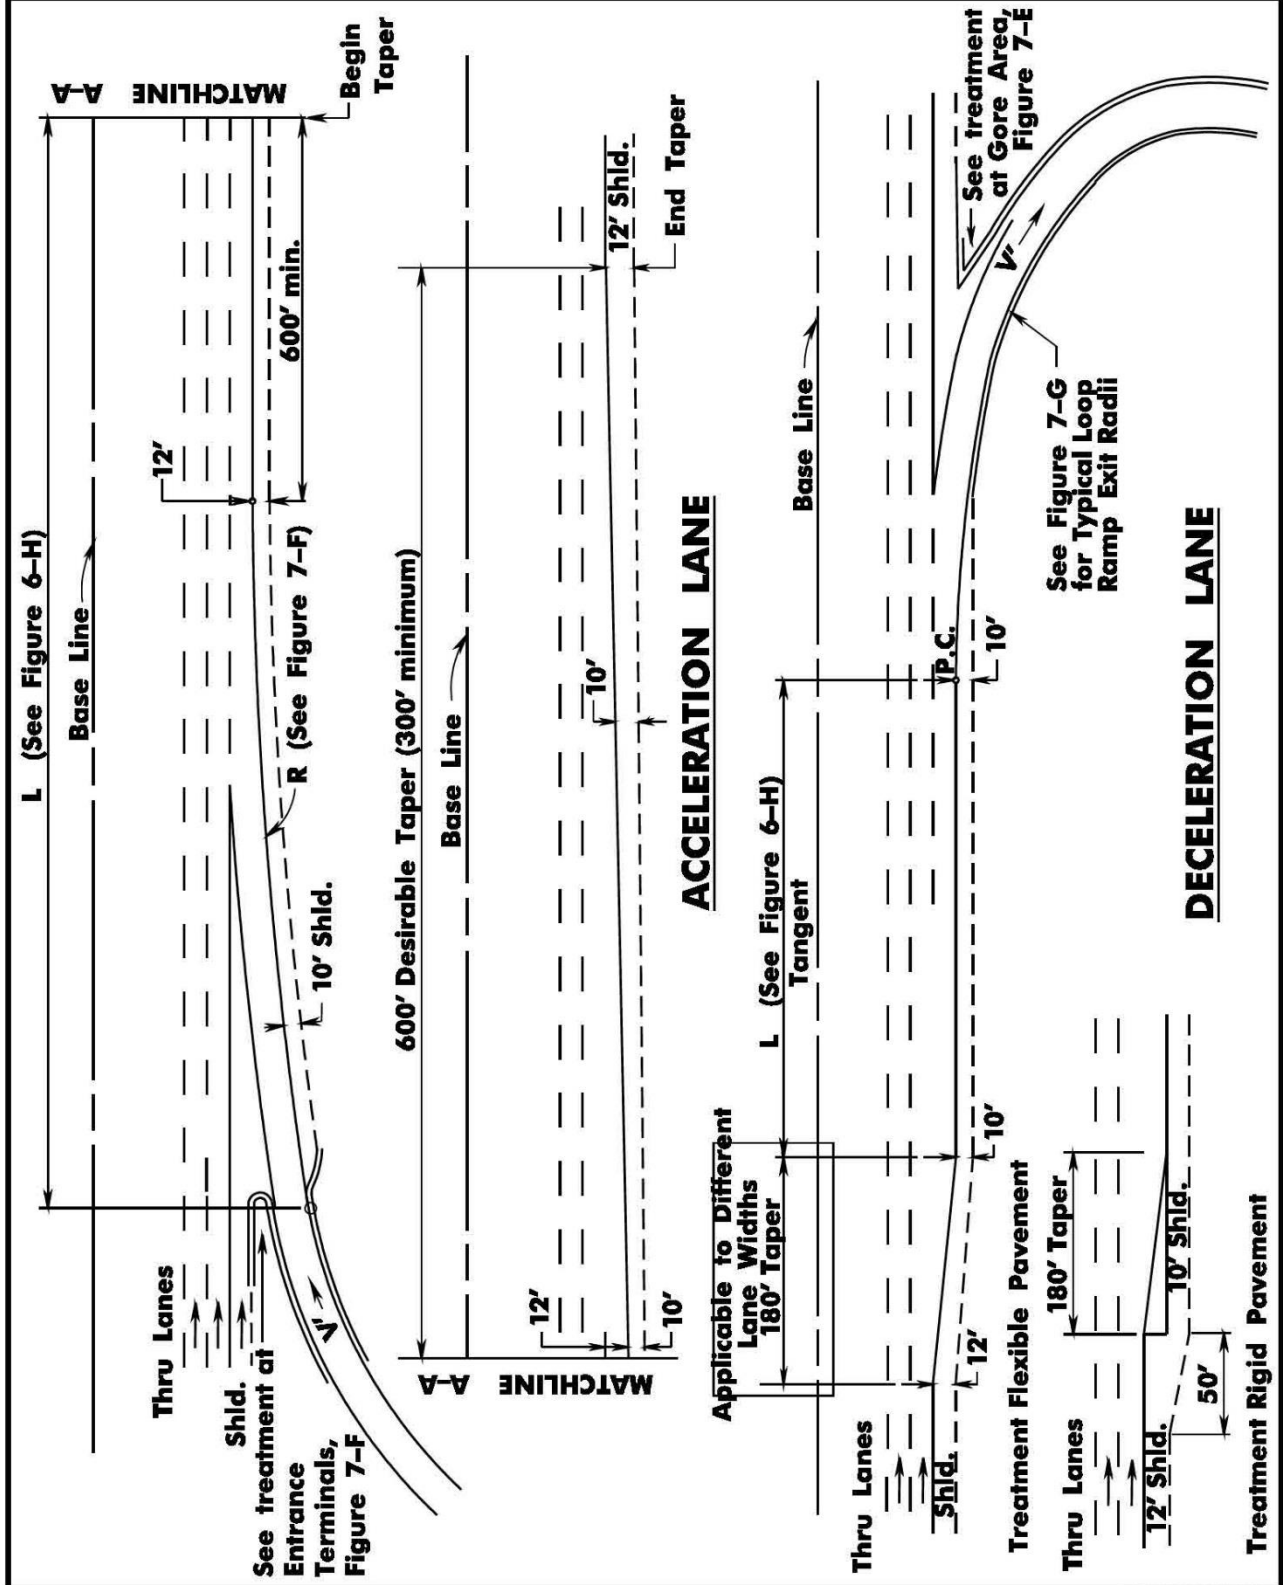 L (See Figure 6-H)
Base Line
12'
600' min.
MATCHLINE A-A
Begin
Taper
R (See Figure 7-F)
10' Shld.
Thru Lanes
Shld.
See treatment at
Entrance
Terminals,
Figure 7-F
V'
600' Desirable Taper (300' minimum)
Base Line
12' Shld.
End Taper
10'
12'
10'
MATCHLINE A-A
ACCELERATION LANE
Applicable to Different
Lane Widths
180' Taper
L (See Figure 6-H)
Tangent
Base Line
See treatment
at Gore Area,
Figure 7-E
Thru Lanes
Shld.
12'
10'
P.C.
10'
V'
See Figure 7-G
for Typical Loop
Ramp Exit Radii
Treatment Flexible Pavement
Thru Lanes
180' Taper
12' Shld.
10' Shld.
50'
Treatment Rigid Pavement
DECELERATION LANE